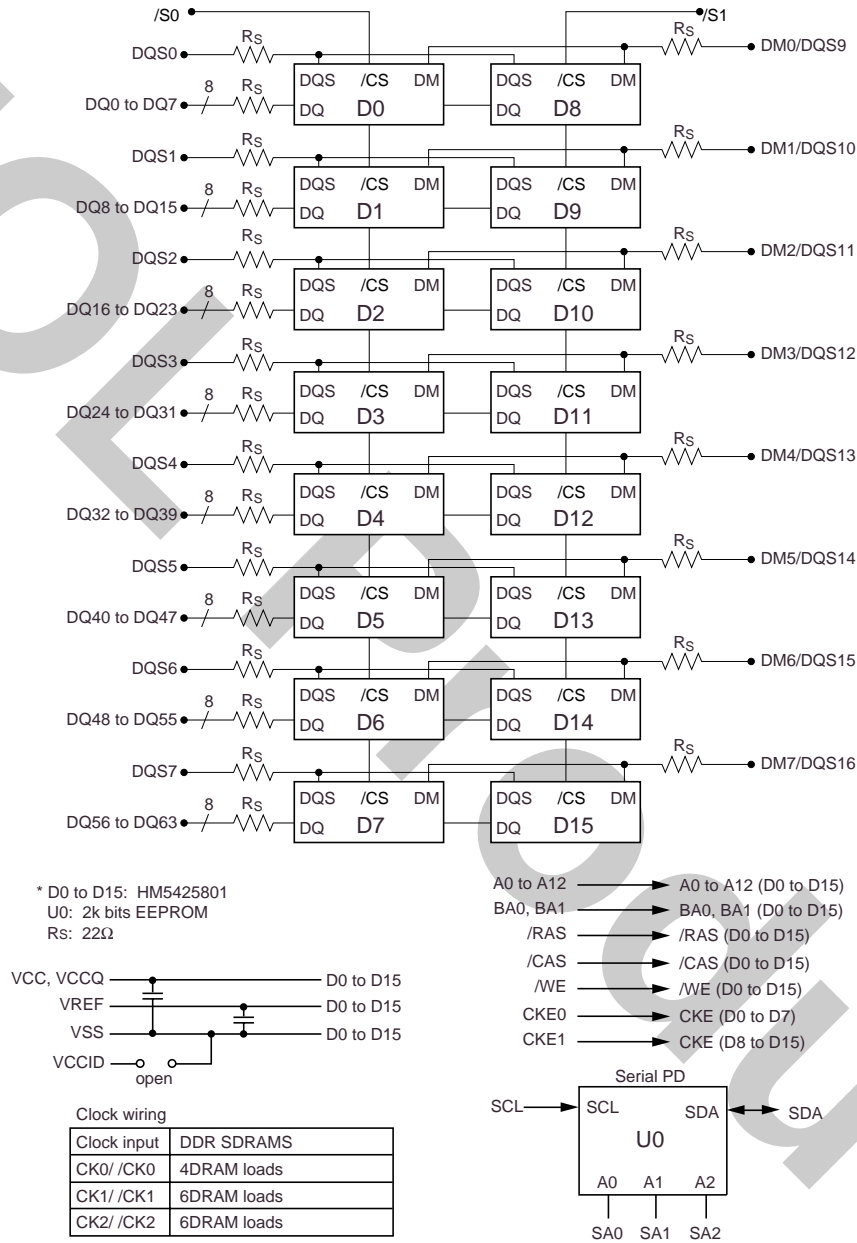 /S0 /S1
RS RS
DQS0 DM0/DQS9
8 RS DQS /CS DM DQS /CS DM
DQ0 to DQ7 DQ D0 DQ D8
RS RS
DQS1 DM1/DQS10
8 RS DQS /CS DM DQS /CS DM
DQ8 to DQ15 DQ D1 DQ D9
RS RS
DQS2 DM2/DQS11
8 RS DQS /CS DM DQS /CS DM
DQ16 to DQ23 DQ D2 DQ D10
RS RS
DQS3 DM3/DQS12
8 RS DQS /CS DM DQS /CS DM
DQ24 to DQ31 DQ D3 DQ D11
RS RS
DQS4 DM4/DQS13
8 RS DQS /CS DM DQS /CS DM
DQ32 to DQ39 DQ D4 DQ D12
RS RS
DQS5 DM5/DQS14
8 RS DQS /CS DM DQS /CS DM
DQ40 to DQ47 DQ D5 DQ D13
RS RS
DQS6 DM6/DQS15
8 RS DQS /CS DM DQS /CS DM
DQ48 to DQ55 DQ D6 DQ D14
RS RS
DQS7 DM7/DQS16
8 RS DQS /CS DM DQS /CS DM
DQ56 to DQ63 DQ D7 DQ D15
* D0 to D15: HM5425801
U0: 2k bits EEPROM
Rs: 22Ω
VCC, VCCQ D0 to D15
VREF D0 to D15
VSS D0 to D15
VCCID
open
Clock wiring
Clock input DDR SDRAMS
CK0/ /CK0 4DRAM loads
CK1/ /CK1 6DRAM loads
CK2/ /CK2 6DRAM loads
A0 to A12 A0 to A12 (D0 to D15)
BA0, BA1 BA0, BA1 (D0 to D15)
/RAS /RAS (D0 to D15)
/CAS /CAS (D0 to D15)
/WE /WE (D0 to D15)
CKE0 CKE (D0 to D7)
CKE1 CKE (D8 to D15)
Serial PD
SCL SCL SDA SDA
U0
A0 A1 A2
SA0 SA1 SA2
OL Produ